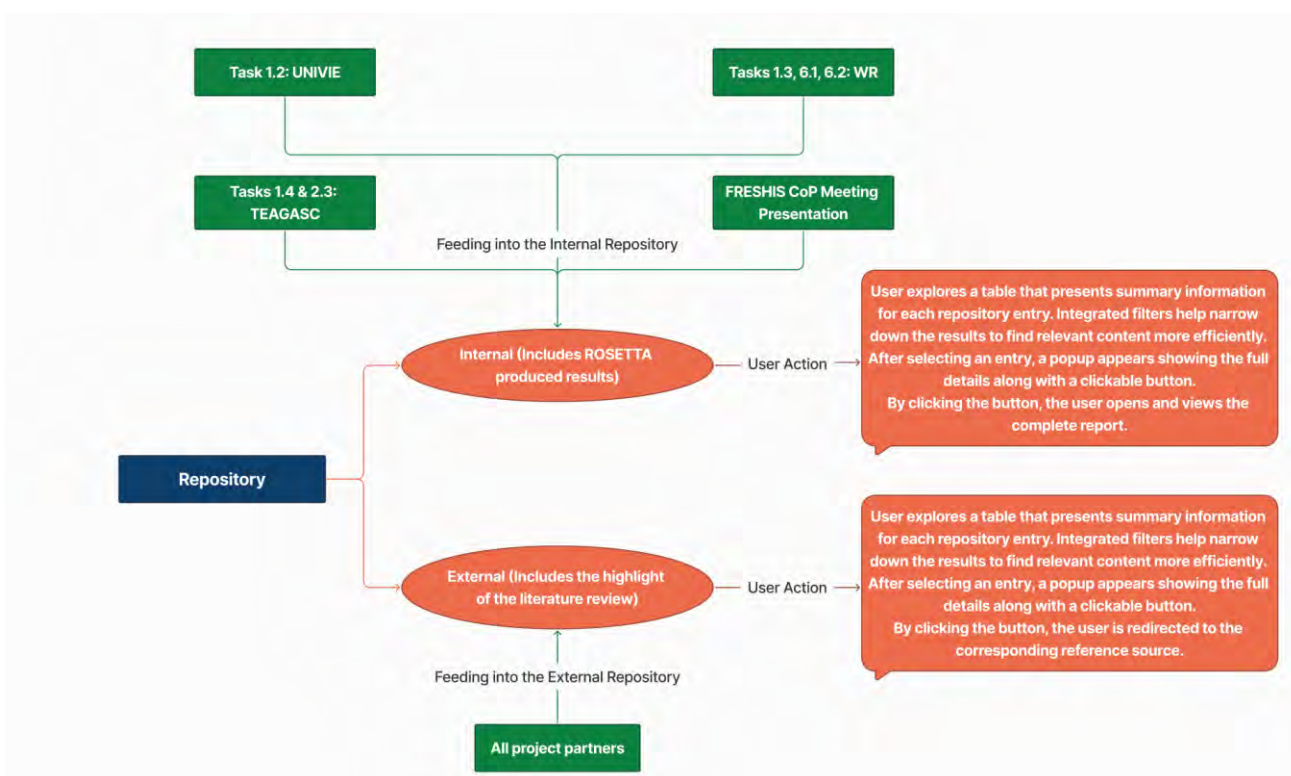 Task 1.2: UNIVIE
Tasks 1.3, 6.1, 6.2: WR
Tasks 1.4 & 2.3:
TEAGASC
FRESHIS CoP Meeting
Presentation
Feeding into the Internal Repository
Internal (Includes ROSETTA
produced results)
User Action
User explores a table that presents summary information
for each repository entry. Integrated filters help narrow
down the results to find relevant content more efficiently.
After selecting an entry, a popup appears showing the full
details along with a clickable button.
By clicking the button, the user opens and views the
complete report.
Repository
External (Includes the highlight
of the literature review)
User Action
User explores a table that presents summary information
for each repository entry. Integrated filters help narrow
down the results to find relevant content more efficiently.
After selecting an entry, a popup appears showing the full
details along with a clickable button.
By clicking the button, the user is redirected to the
corresponding reference source.
Feeding into the External Repository
All project partners